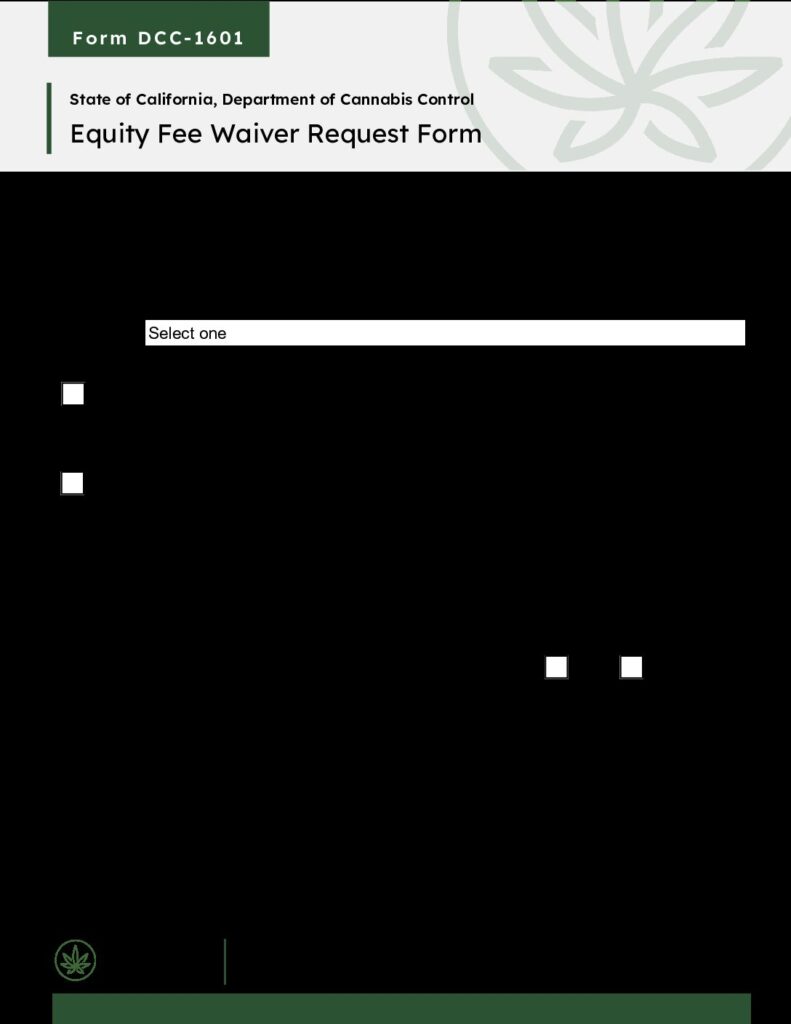 Form DCC-1601
State of California, Department of Cannabis Control
Equity Fee Waiver Request Form
Select one